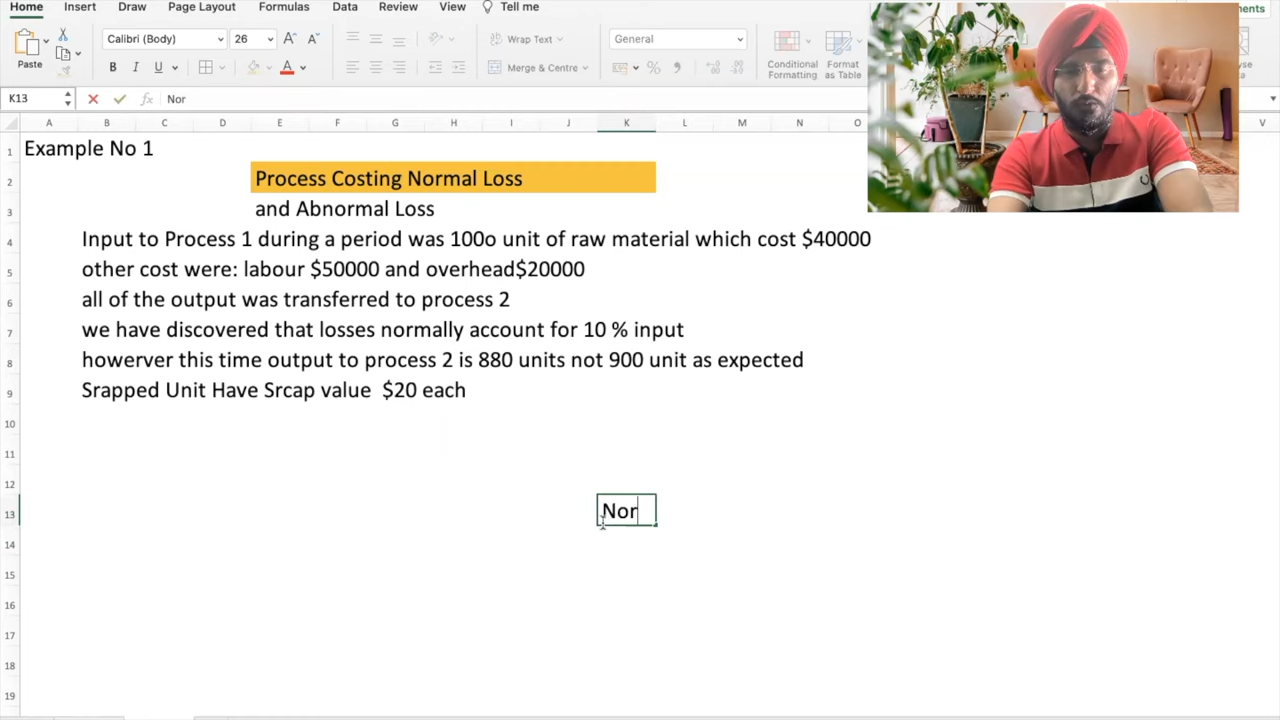 Home Insert Draw Page Layout Formulas Data Review View Tell me
Calibri (Body) 26 A A Wrap Text General
Paste B I U A Merge & Centre % Conditional Formatting Format as Table
K13 fx Nor
A B C D E F G H I J K L M N O V
1 Example No 1
2 Process Costing Normal Loss
3 and Abnormal Loss
4 Input to Process 1 during a period was 100o unit of raw material which cost $40000
5 other cost were: labour $50000 and overhead$20000
6 all of the output was transferred to process 2
7 we have discovered that losses normally account for 10 % input
8 howerver this time output to process 2 is 880 units not 900 unit as expected
9 Srapped Unit Have Srcap value $20 each
10
11
12
13 Nor
14
15
16
17
18
19